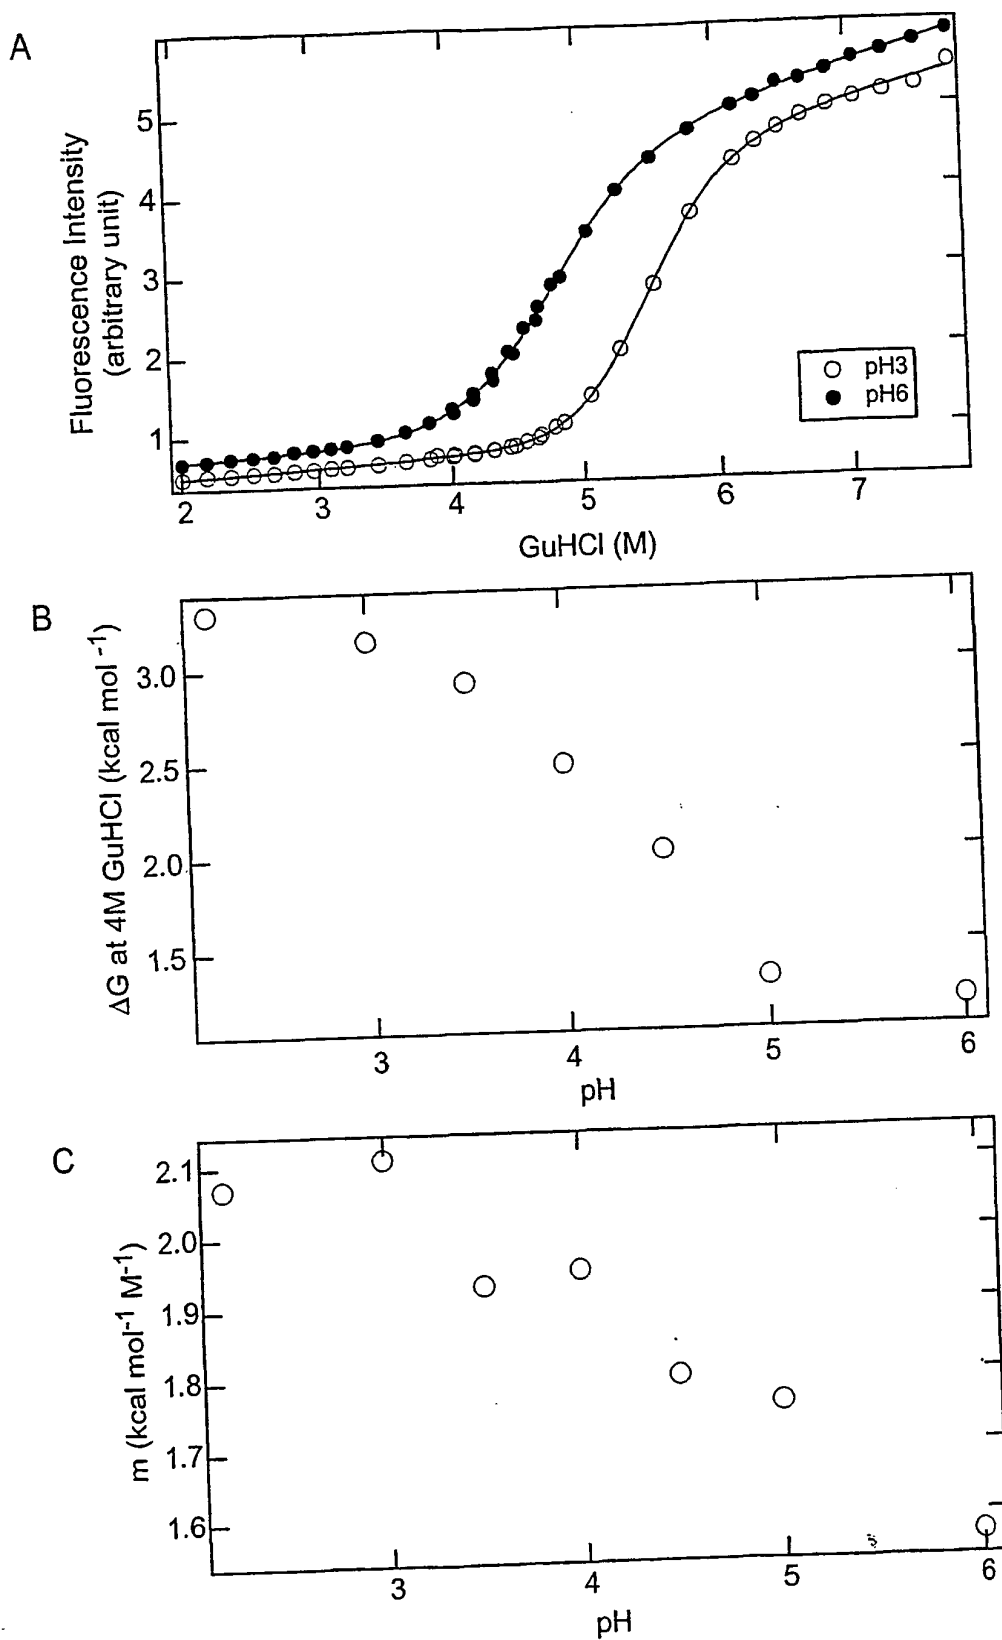 A
Fluorescence Intensity
(arbitrary unit)
5
4
3
2
1
pH3
pH6
2 3 4 5 6 7
GuHCl (M)
B
ΔG at 4M GuHCl (kcal mol -1)
3.0
2.5
2.0
1.5
3 4 5 6
pH
C
m (kcal mol-1 M-1)
2.1
2.0
1.9
1.8
1.7
1.6
3 4 5 6
pH